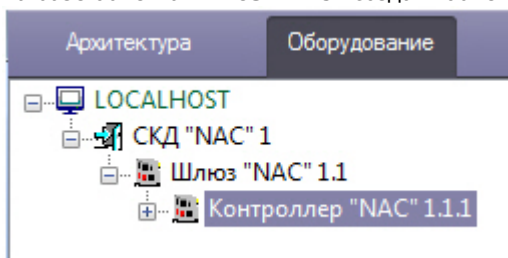 Архитектура Оборудование
LOCALHOST
СКД "NAC" 1
Шлюз "NAC" 1.1
Контроллер "NAC" 1.1.1